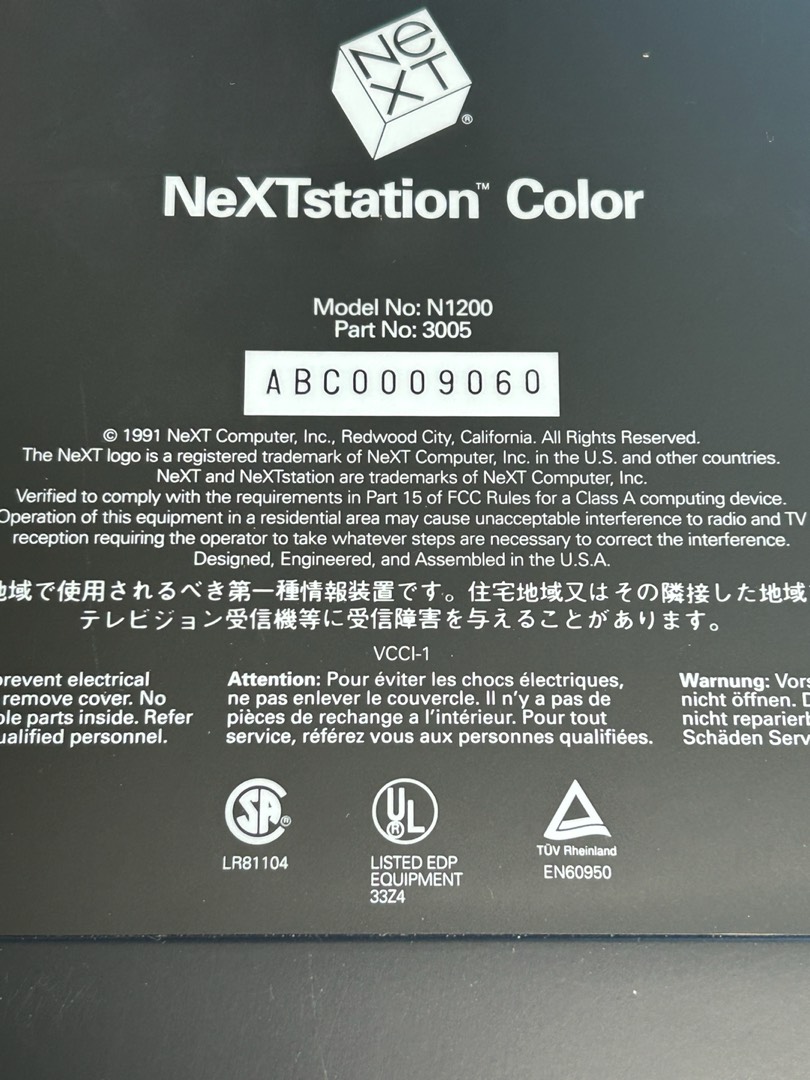 NeXT
®
NeXTstation™ Color
Model No: N1200
Part No: 3005
ABC0009060
© 1991 NeXT Computer, Inc., Redwood City, California. All Rights Reserved.
The NeXT logo is a registered trademark of NeXT Computer, Inc. in the U.S. and other countries.
NeXT and NeXTstation are trademarks of NeXT Computer, Inc.
Verified to comply with the requirements in Part 15 of FCC Rules for a Class A computing device.
Operation of this equipment in a residential area may cause unacceptable interference to radio and TV
reception requiring the operator to take whatever steps are necessary to correct the interference.
Designed, Engineered, and Assembled in the U.S.A.
地域で使用されるべき第一種情報装置です。住宅地域又はその隣接した地域
テレビジョン受信機等に受信障害を与えることがあります。
VCCI-1
prevent electrical
remove cover. No
parts inside. Refer
personnel.
Attention: Pour éviter les chocs électriques,
ne pas enlever le couvercle. Il n'y a pas de
pièces de rechange a l'intérieur. Pour tout
service, référez vous aux personnes qualifiées.
Warnung:
nicht öffnen.
nicht
Schäden
SA®
LR81104
UL®
LISTED EDP
EQUIPMENT
33Z4
TÜV Rheinland
EN60950